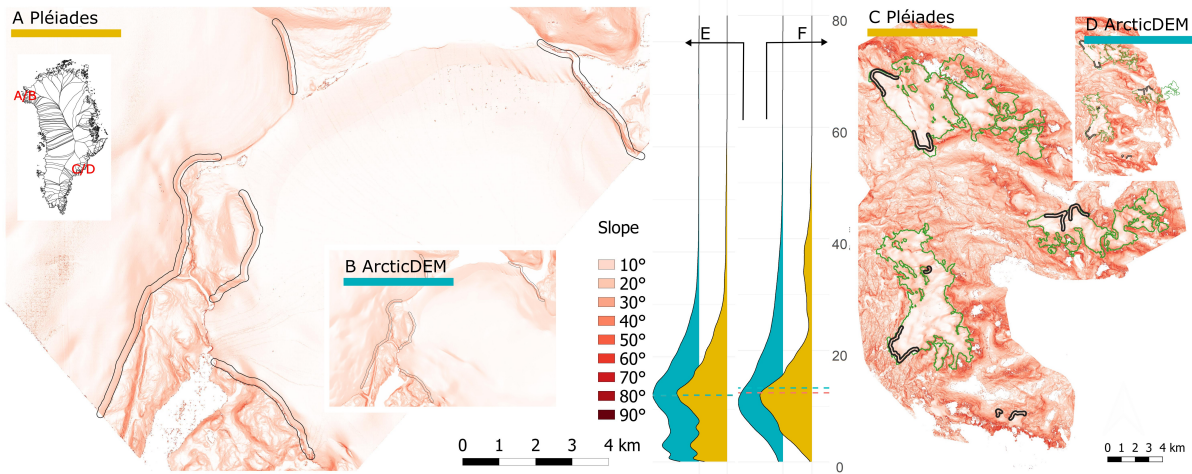 A Pléiades
A/B
C/D
B ArcticDEM
0 1 2 3 4 km
Slope
10°
20°
30°
40°
50°
60°
70°
80°
90°
E
F
80
60
40
20
0
C Pléiades
D ArcticDEM
0 1 2 3 4 km